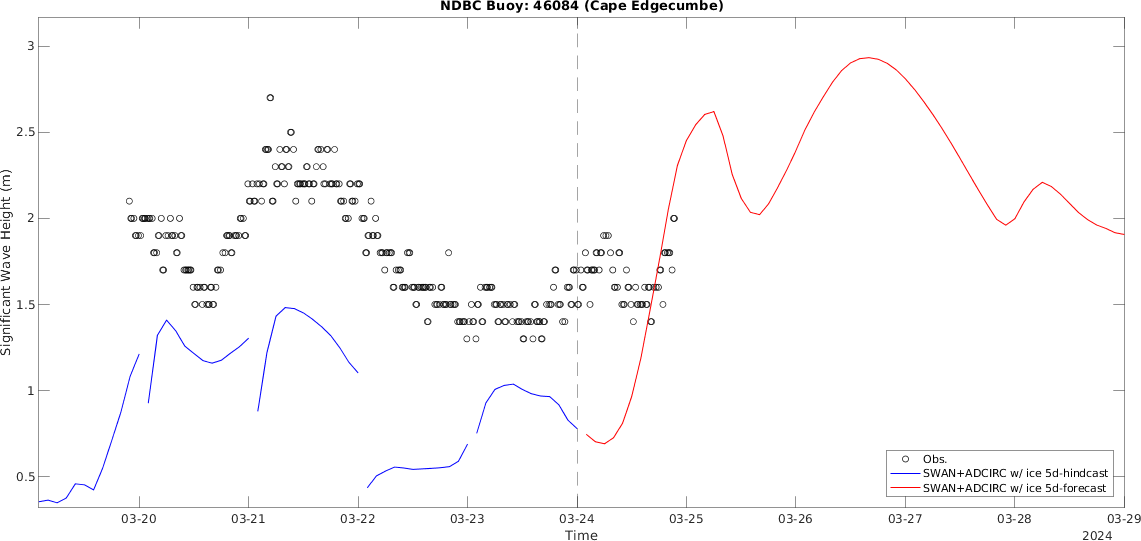 NDBC Buoy: 46084 (Cape Edgecumbe)
3
2.5
2
1.5
1
0.5
Significant Wave Height (m)
Obs.
SWAN+ADCIRC w/ ice 5d-hindcast
SWAN+ADCIRC w/ ice 5d-forecast
03-20 03-21 03-22 03-23 03-24 03-25 03-26 03-27 03-28 03-29
Time
2024